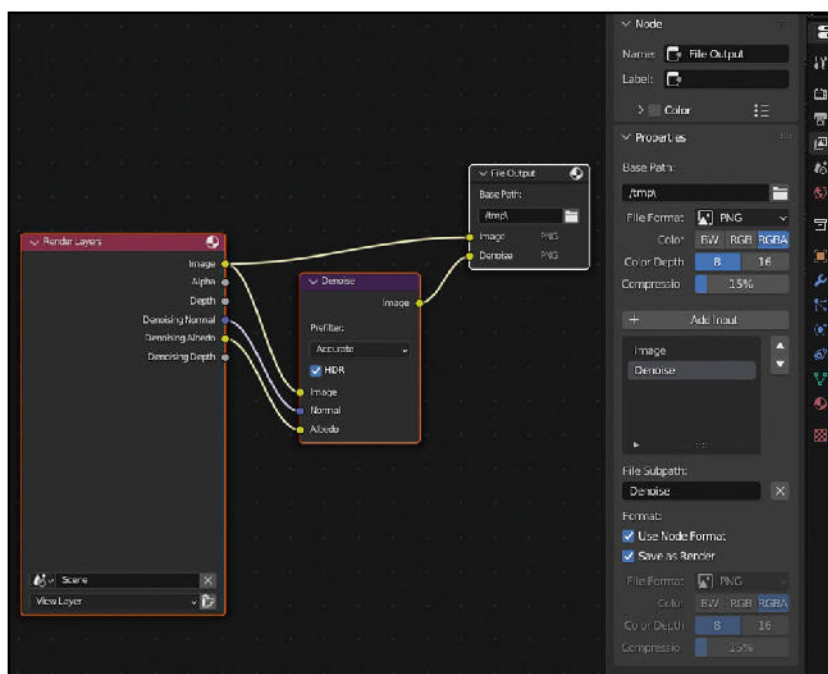 Render Layers
Image
Alpha
Depth
Denoising Normal
Denoising Albedo
Denoising Depth
Scene
View Layer
Denoise
Image
Prefilter:
Accurate
HDR
Image
Normal
Albedo
File Output
Base Path:
/tmp\
Image PNG
Denoise PNG
Node
Name: File Output
Label:
Color
Properties
Base Path:
/tmp\
File Format PNG
Color BW RGB RGBA
Color Depth 8 16
Compressio 15%
+ Add Input
Image
Denoise
File Subpath:
Denoise
Format:
Use Node Format
Save as Render
File Format PNG
Color BW RGB RGBA
Color Depth 8 16
Compressio 15%